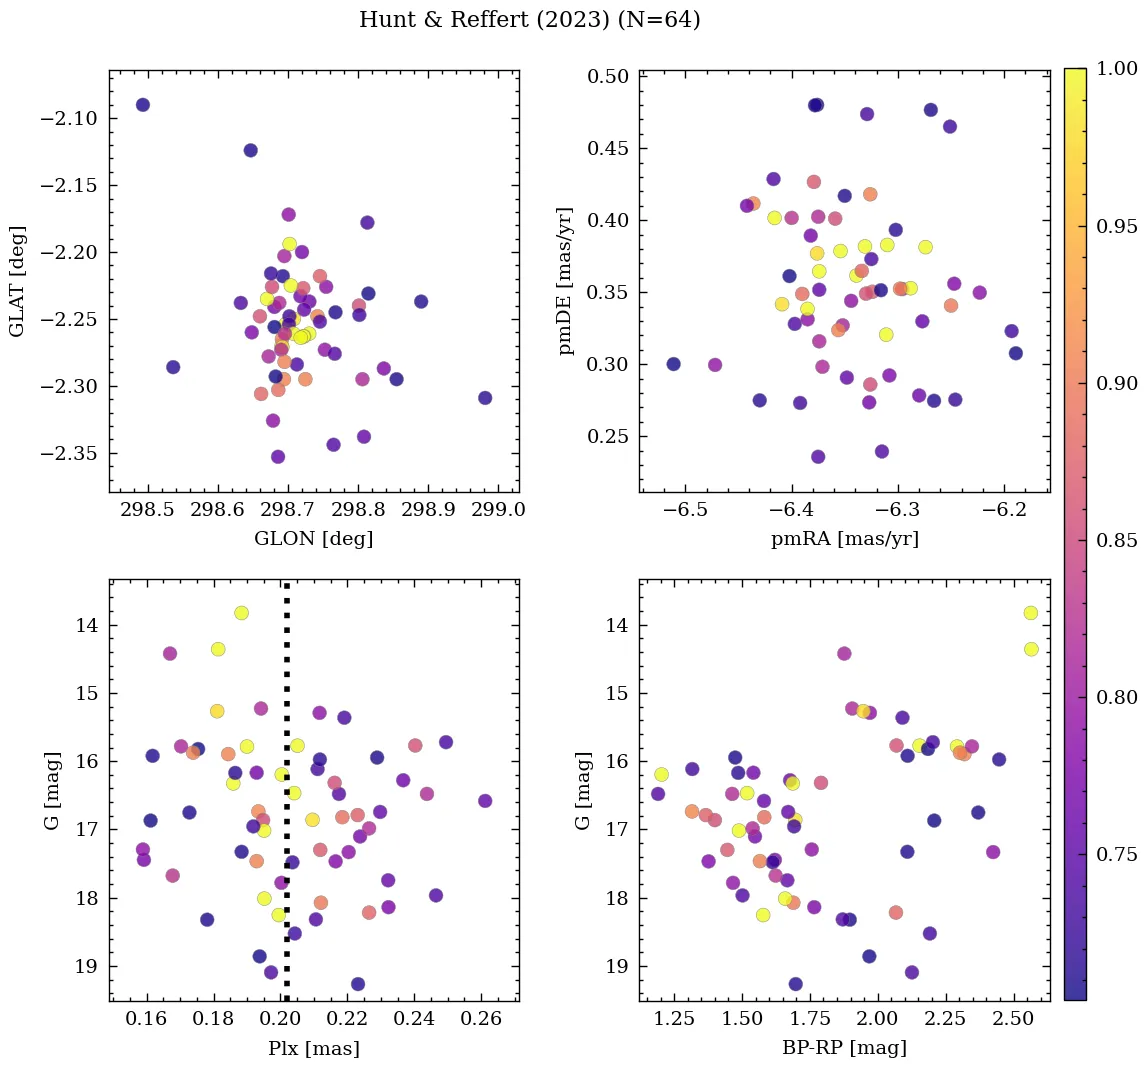 Hunt & Reffert (2023) (N=64)
−2.10
−2.15
−2.20
−2.25
−2.30
−2.35
GLAT [deg]
298.5 298.6 298.7 298.8 298.9 299.0
GLON [deg]
0.50
0.45
0.40
0.35
0.30
0.25
pmDE [mas/yr]
−6.5 −6.4 −6.3 −6.2
pmRA [mas/yr]
14
15
16
17
18
19
G [mag]
0.16 0.18 0.20 0.22 0.24 0.26
Plx [mas]
14
15
16
17
18
19
G [mag]
1.25 1.50 1.75 2.00 2.25 2.50
BP-RP [mag]
1.00
0.95
0.90
0.85
0.80
0.75